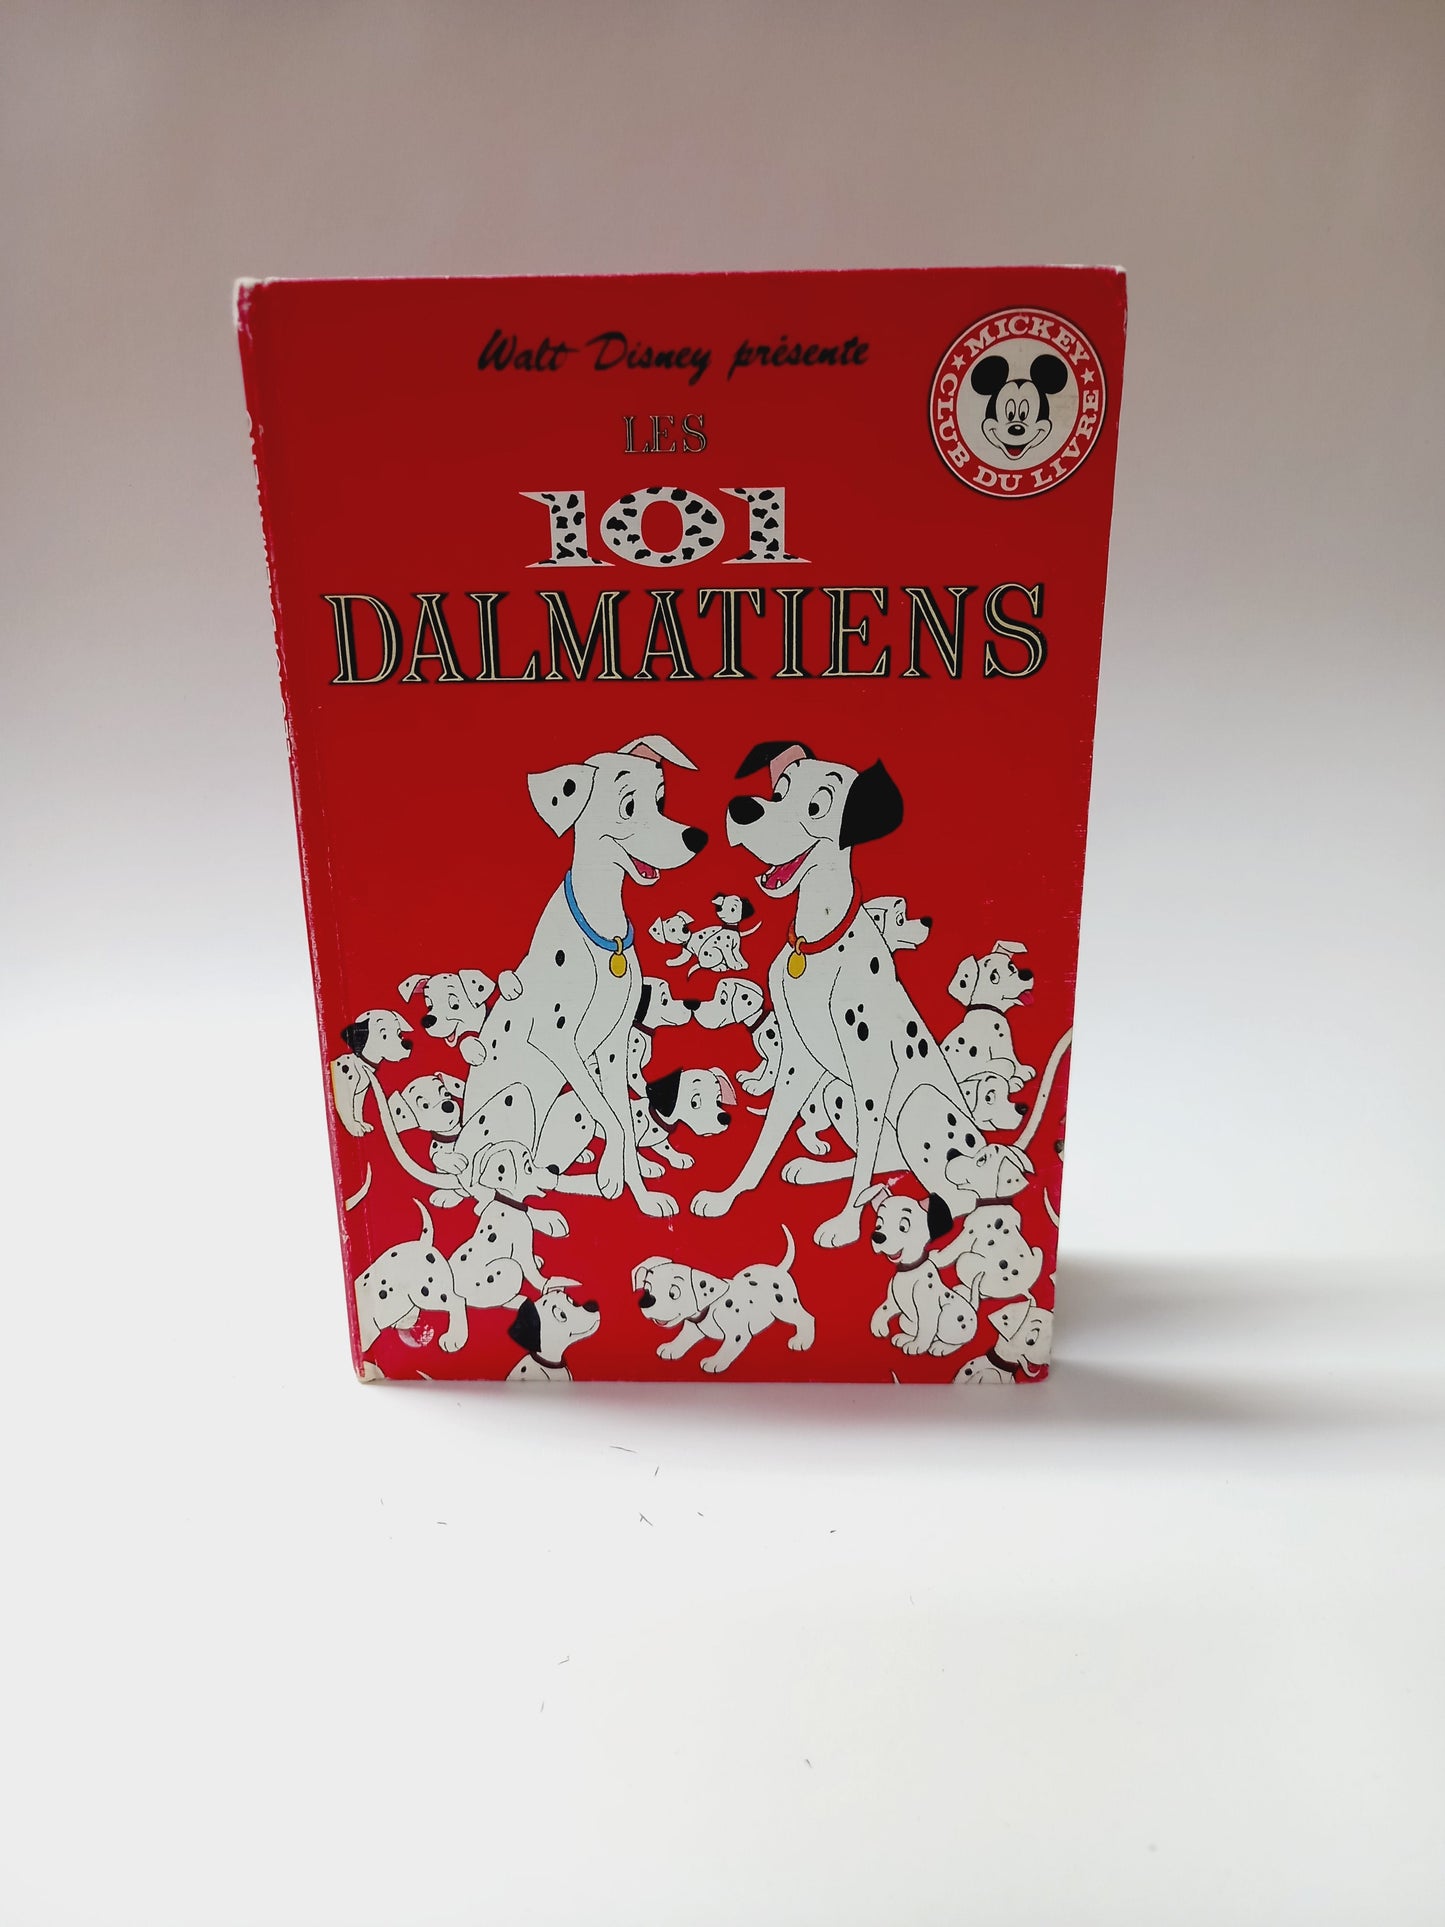 Walt Disney présente
LES
101
DALMATIENS
★ MICKEY ★
CLUB DU LIVRE